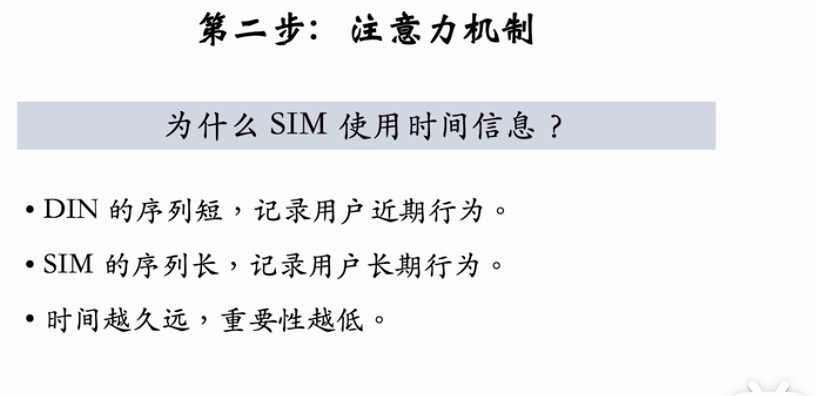 第二步：注意力机制
为什么 SIM 使用时间信息？
• DIN 的序列短，记录用户近期行为。
• SIM 的序列长，记录用户长期行为。
• 时间越久远，重要性越低。